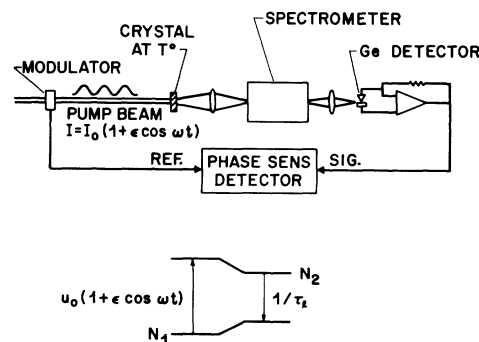 CRYSTAL
AT T°
SPECTROMETER
Ge DETECTOR
MODULATOR
PUMP BEAM
I=I₀(1+ϵ cos ωt)
REF.
PHASE SENS
DETECTOR
SIG.
u₀(1+ϵ cos ωt)
N₂
1/τℓ
N₁